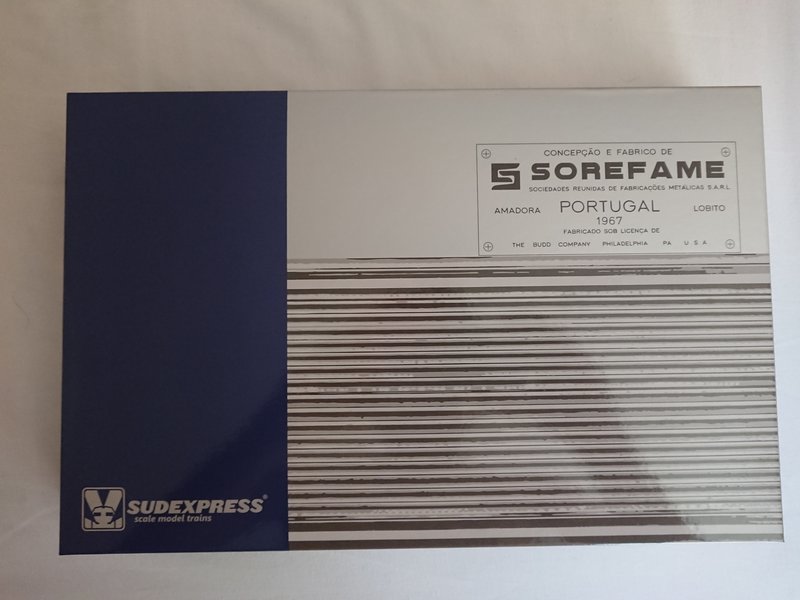 CONCEPÇÃO E FABRICO DE
SOREFAME
SOCIEDADES REUNIDAS DE FABRICAÇÕES METÁLICAS S.A.R.L
AMADORA PORTUGAL LOBITO
1967
FABRICADO SOB LICENÇA DE
THE BUDD COMPANY PHILADELPHIA PA U S A
SUDEXPRESS®
scale model trains